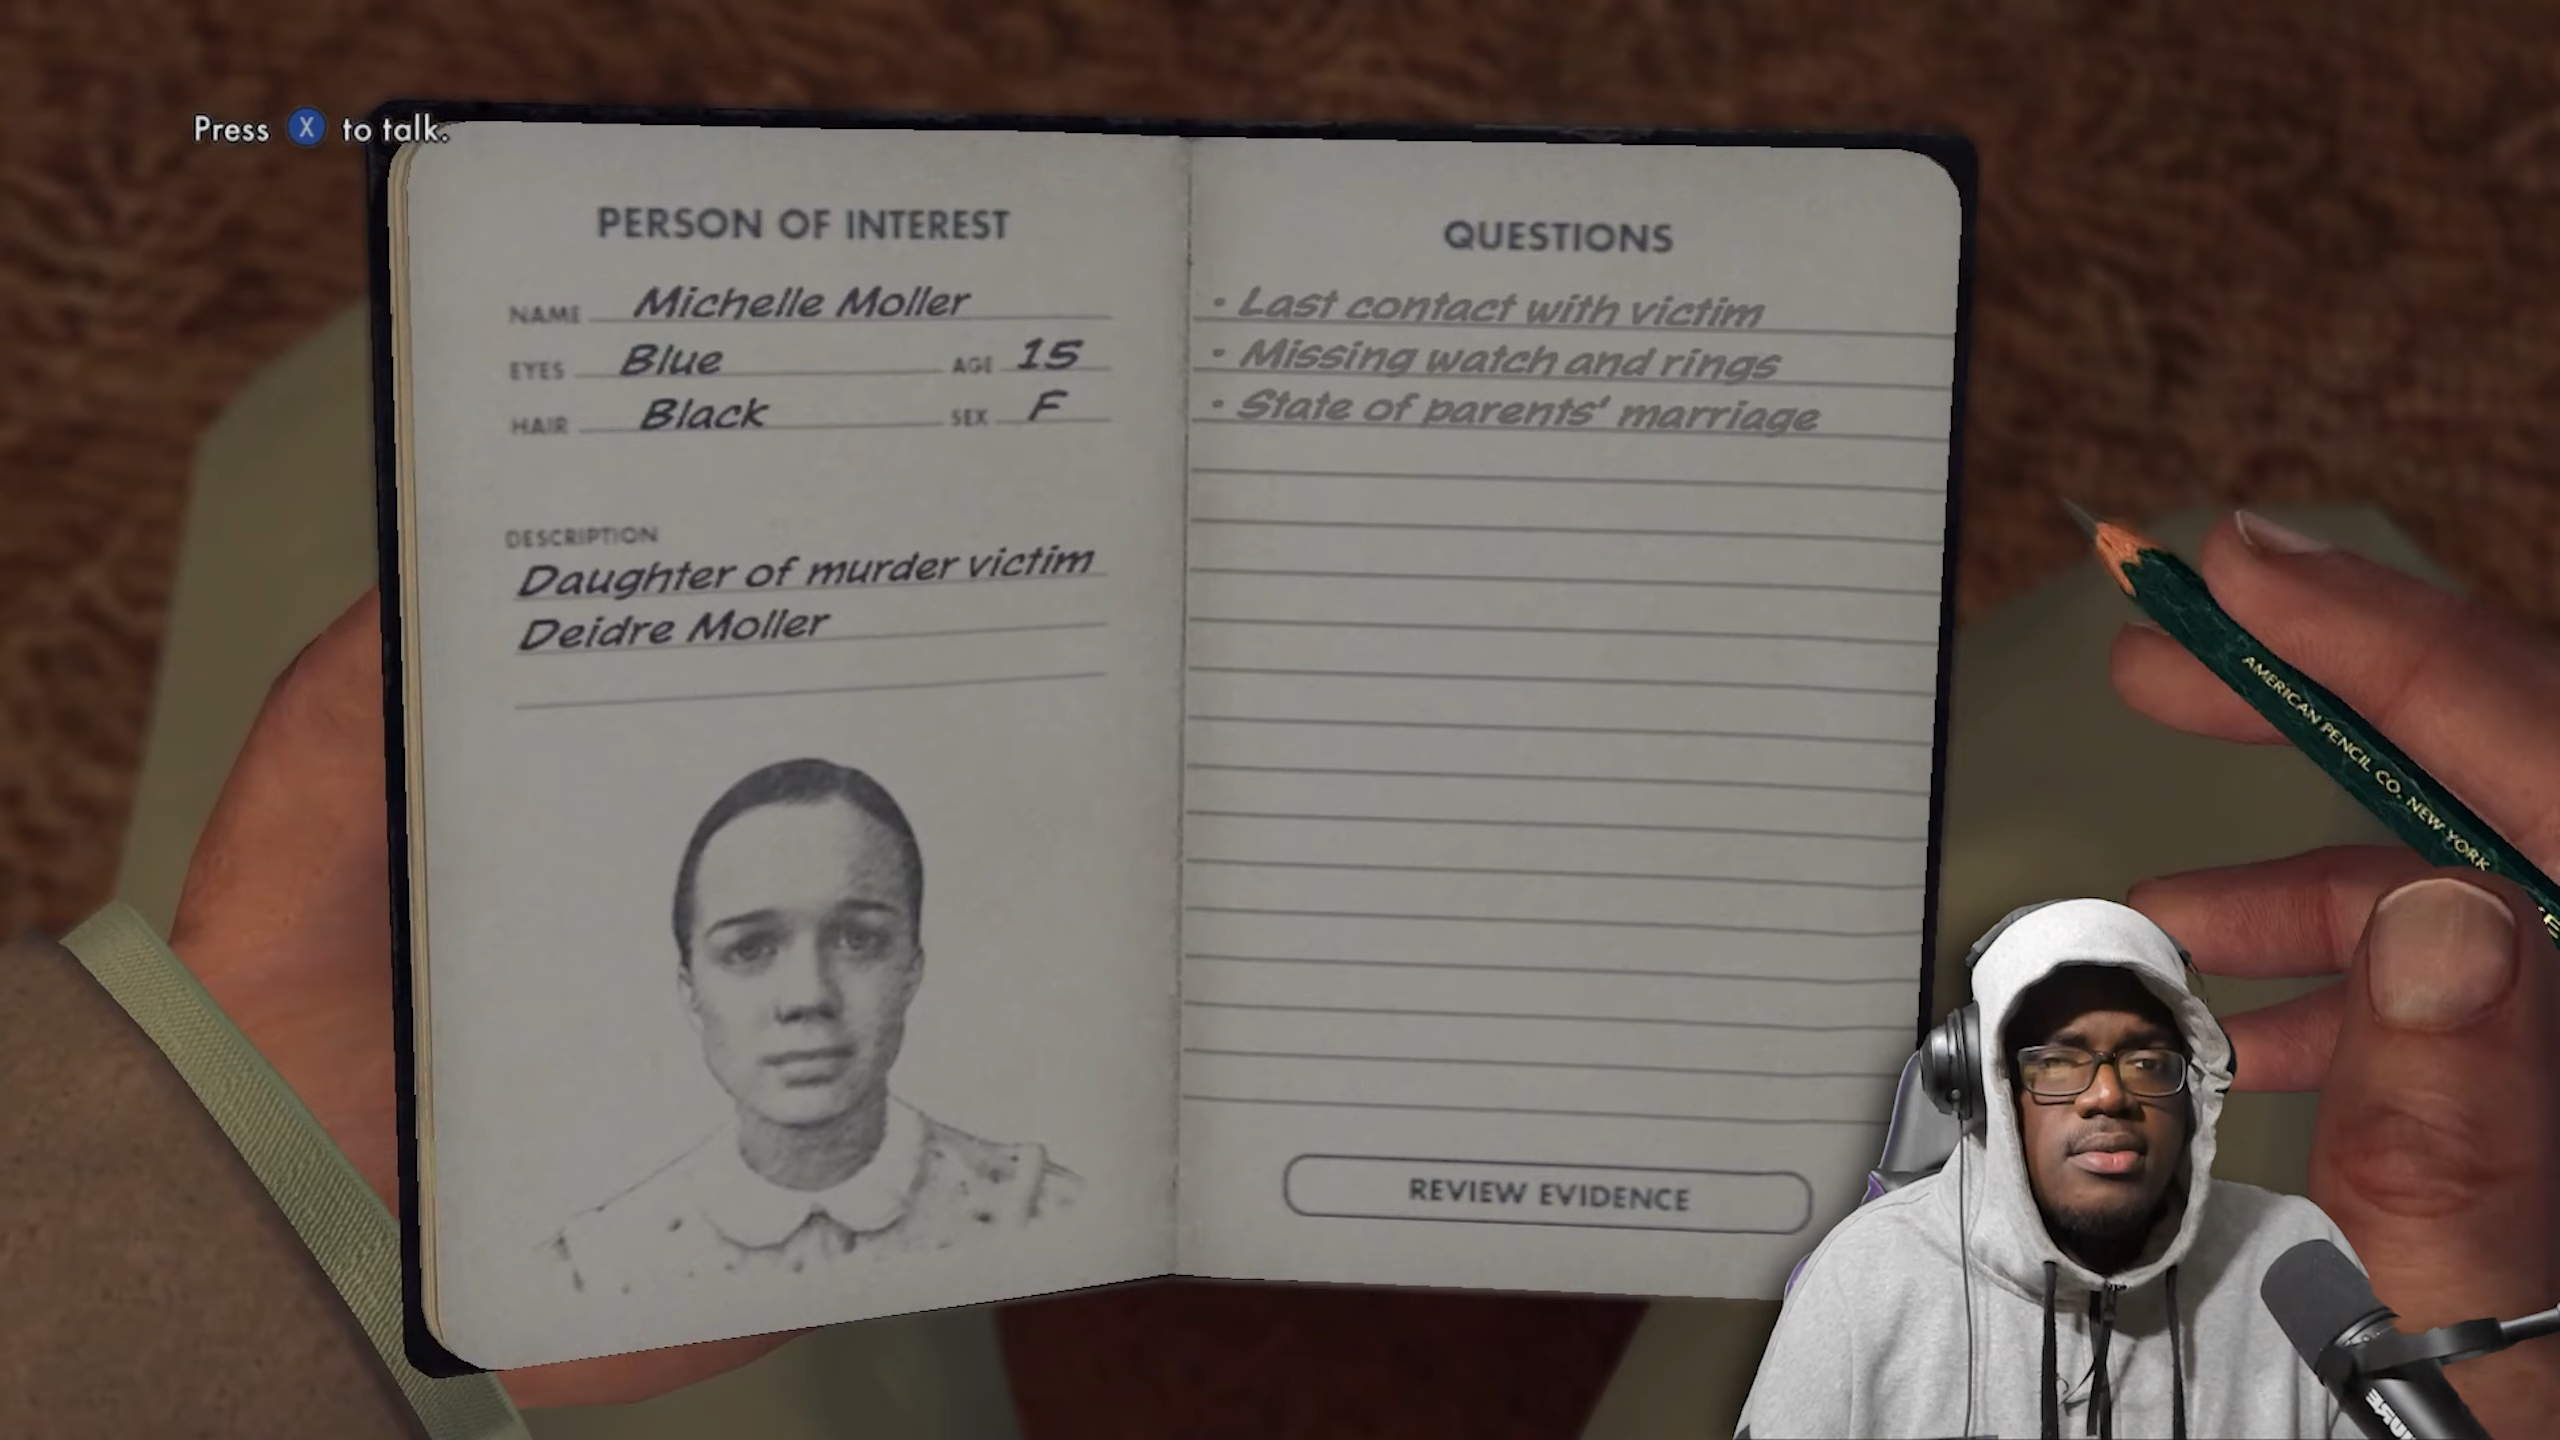 Press X to talk.
PERSON OF INTEREST
NAME Michelle Moller
EYES Blue AGE 15
HAIR Black SEX F
DESCRIPTION
Daughter of murder victim
Deidre Moller
QUESTIONS
• Last contact with victim
• Missing watch and rings
• State of parents' marriage
REVIEW EVIDENCE
AMERICAN PENCIL CO. NEW YORK
SHURE